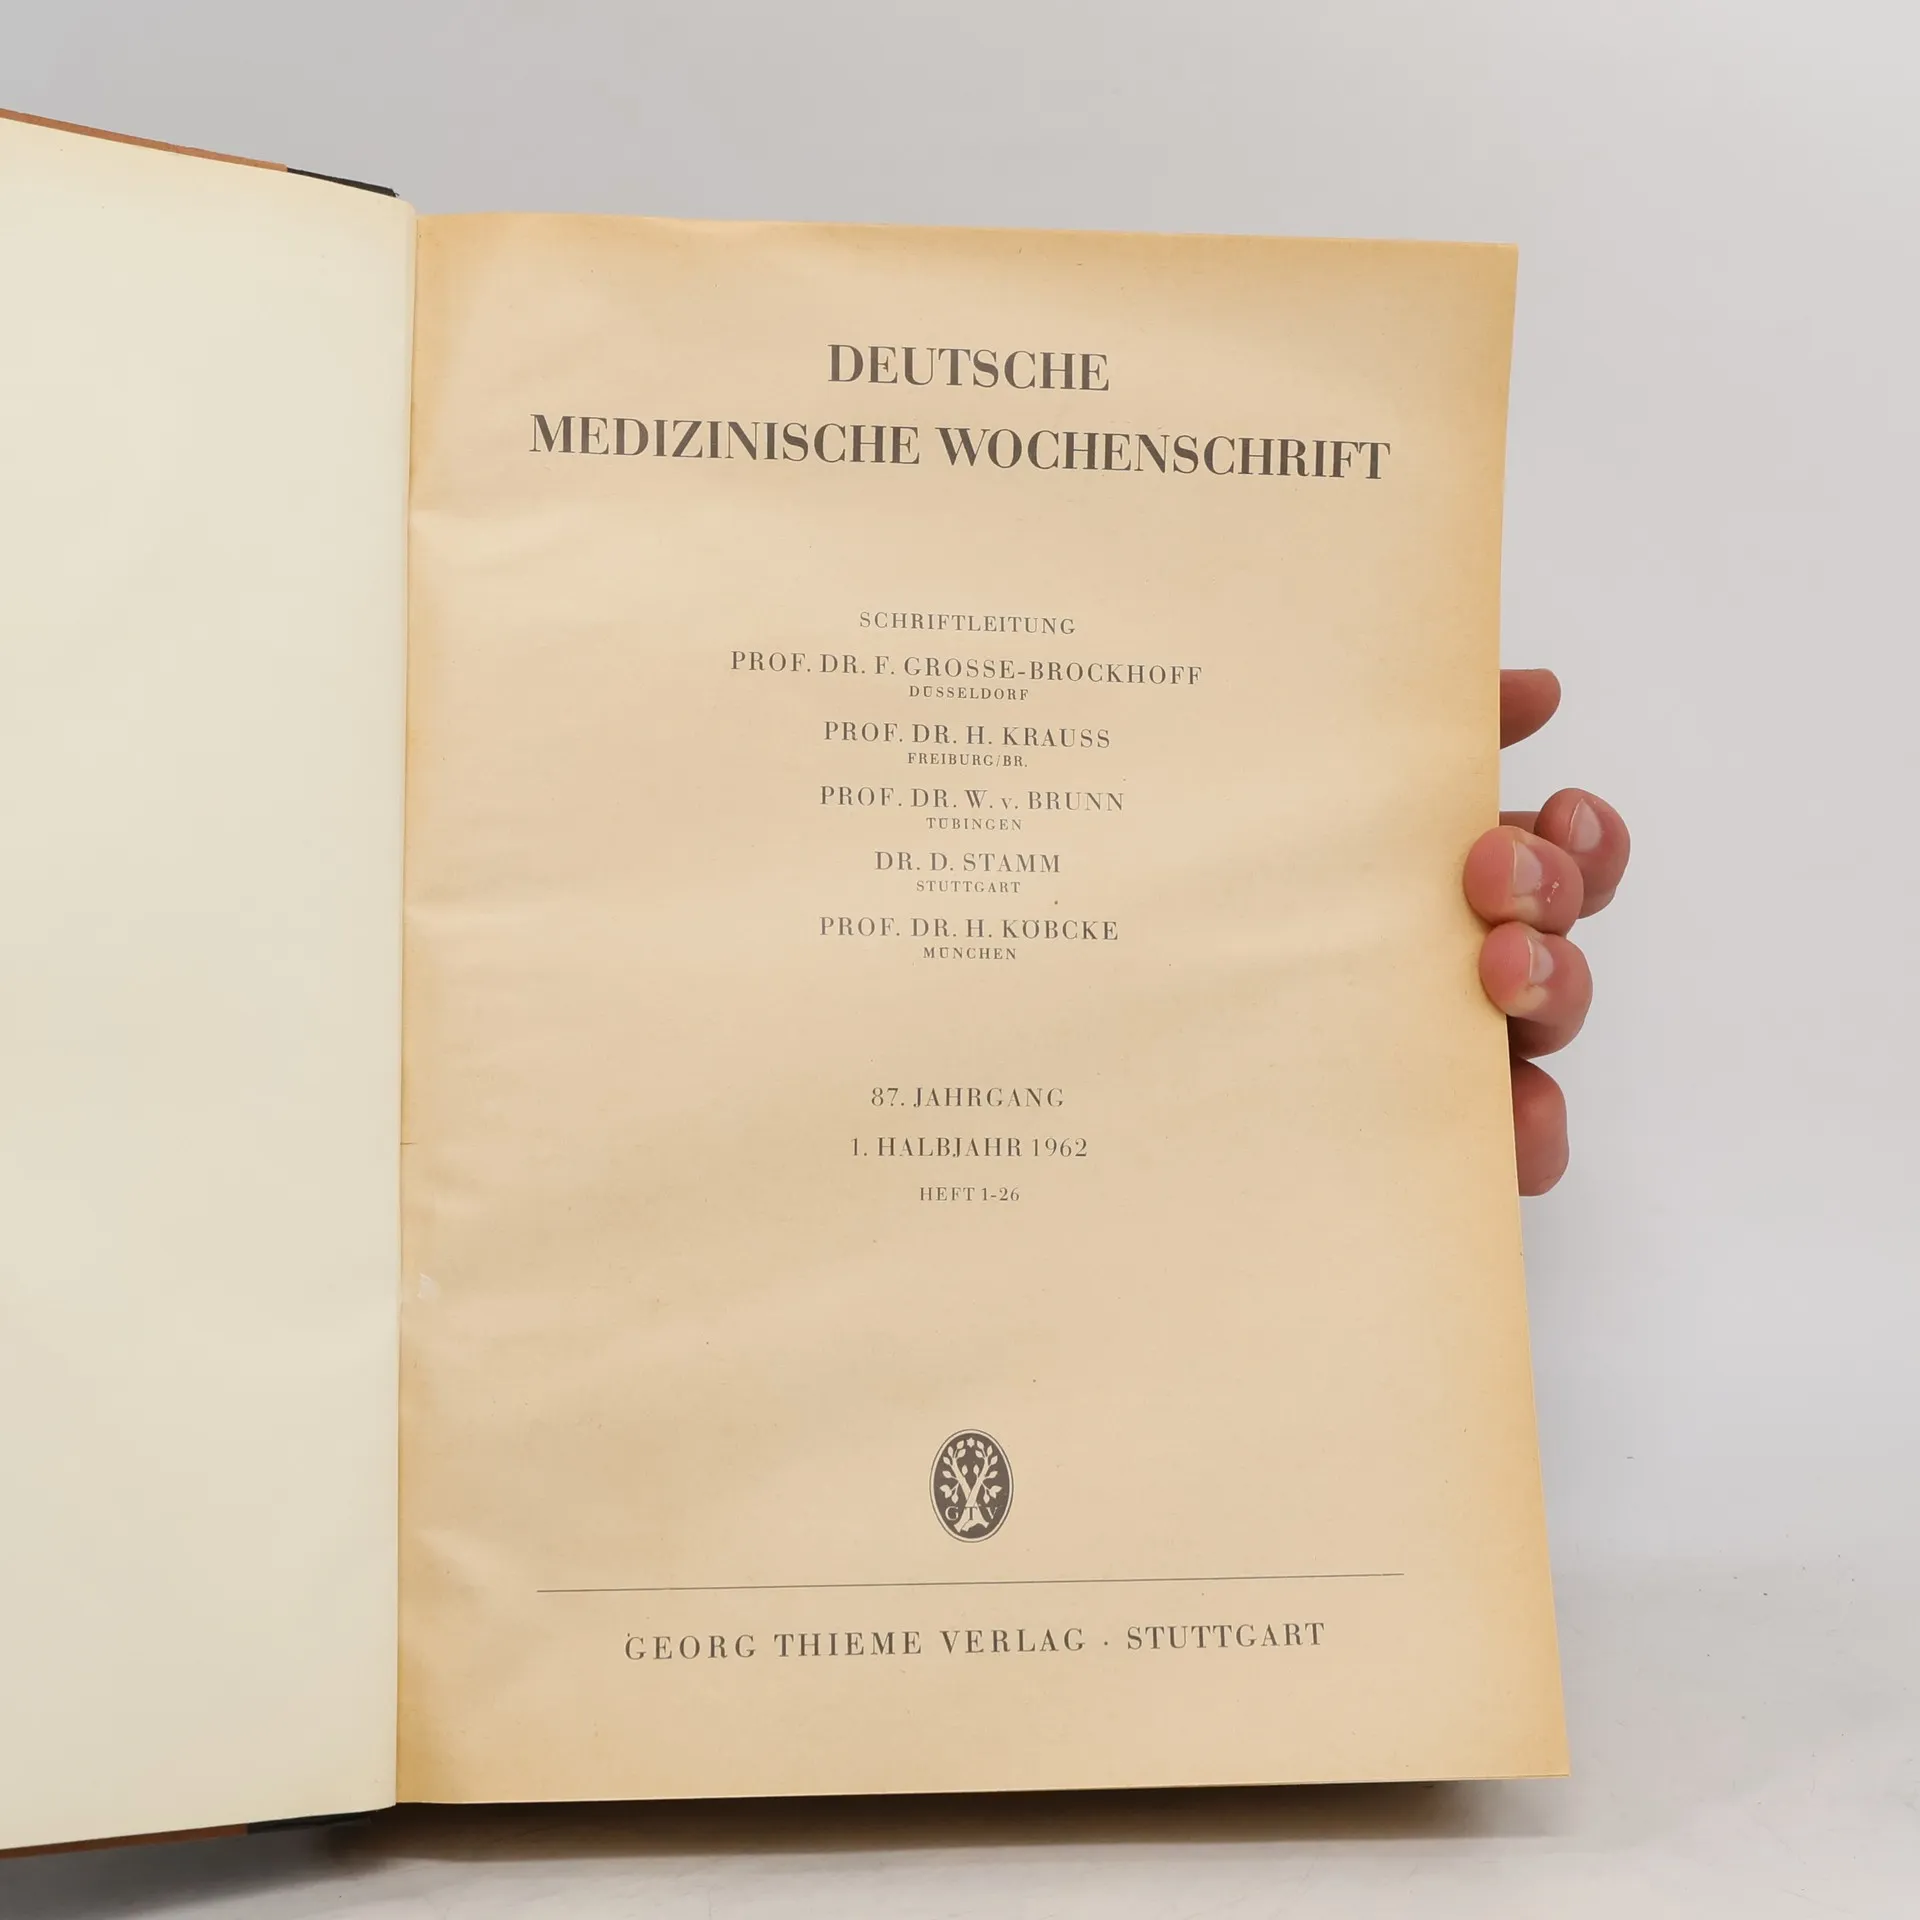 DEUTSCHE
MEDIZINISCHE WOCHENSCHRIFT
SCHRIFTLEITUNG
PROF. DR. F. GROSSE-BROCKHOFF
DÜSSELDORF
PROF. DR. H. KRAUSS
FREIBURG/BR.
PROF. DR. W. v. BRUNN
TÜBINGEN
DR. D. STAMM
STUTTGART
PROF. DR. H. KÖBCKE
MÜNCHEN
87. JAHRGANG
1. HALBJAHR 1962
HEFT 1-26
GTV
GEORG THIEME VERLAG · STUTTGART